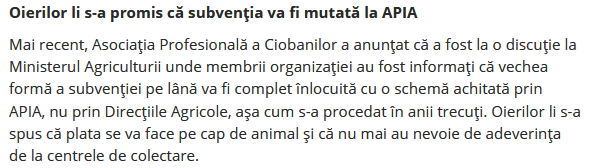 Oierilor li s-a promis că subvenția va fi mutată la APIA
Mai recent, Asociația Profesională a Ciobanilor a anunțat că a fost la o discuție la
Ministerul Agriculturii unde membrii organizației au fost informați că vechea
formă a subvenției pe lână va fi complet înlocuită cu o schemă achitată prin
APIA, nu prin Direcțiile Agricole, așa cum s-a procedat în anii trecuți. Oierilor li s-a
spus că plata se va face pe cap de animal și că nu mai au nevoie de adeverința
de la centrele de colectare.